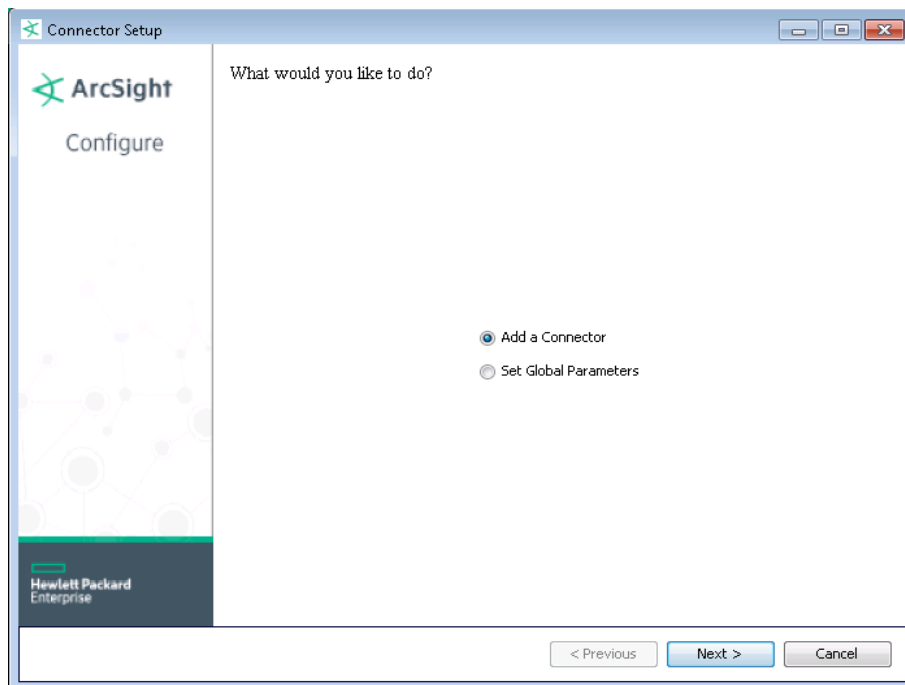 Connector Setup
ArcSight
Configure
What would you like to do?
Add a Connector
Set Global Parameters
Hewlett Packard
Enterprise
< Previous
Next >
Cancel